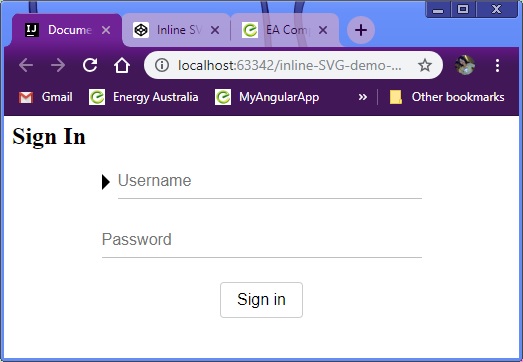 Docume
Inline SV
EA Comp
localhost:63342/inline-SVG-demo-...
Gmail
Energy Australia
MyAngularApp
»
Other bookmarks
Sign In
Username
Password
Sign in